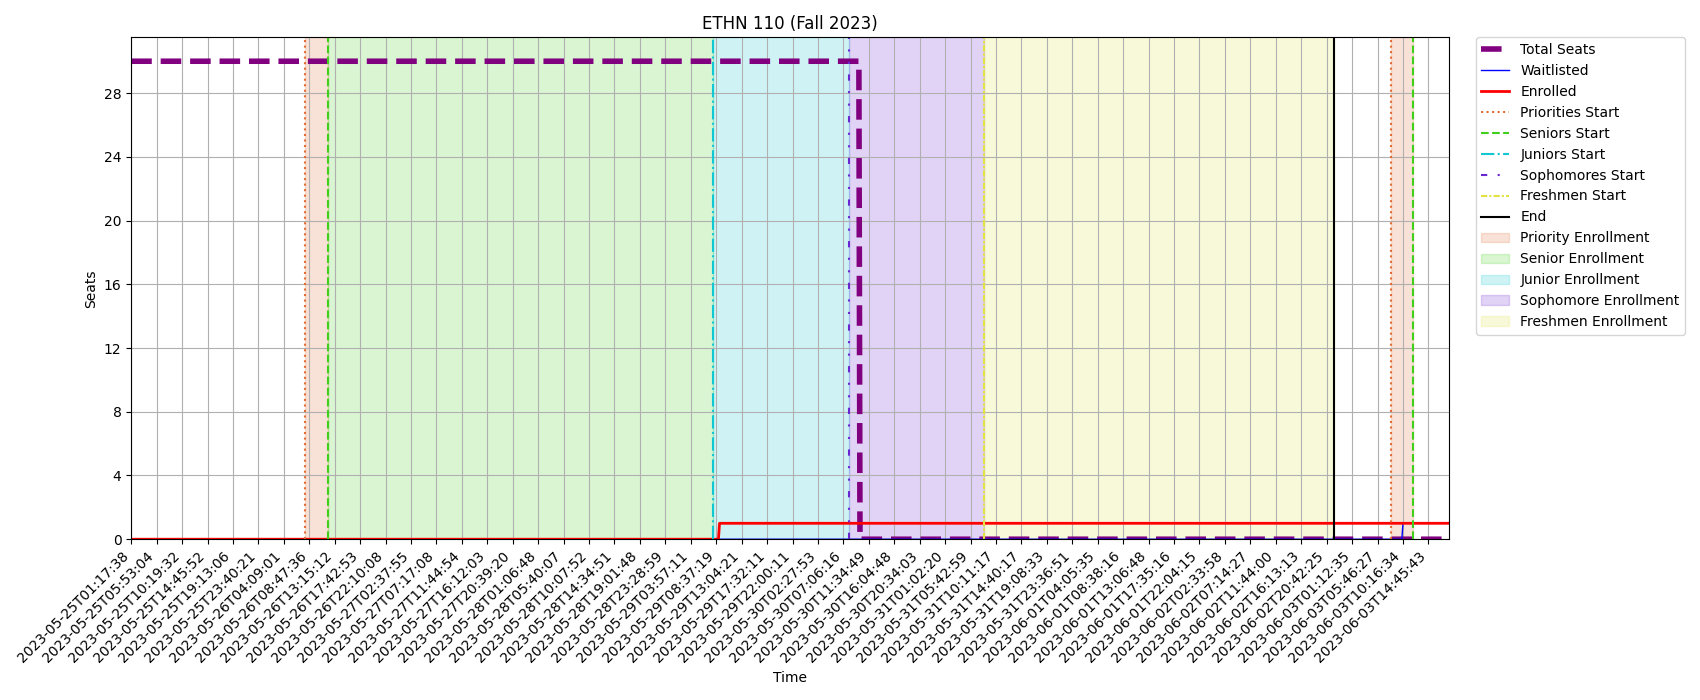 ETHN 110 (Fall 2023)
Seats
28
24
20
16
12
8
4
0
2023-05-25T01:17:38
2023-05-25T05:53:04
2023-05-25T10:19:32
2023-05-25T14:45:52
2023-05-25T19:13:06
2023-05-25T23:40:21
2023-05-26T04:09:01
2023-05-26T08:47:36
2023-05-26T13:15:12
2023-05-26T17:42:53
2023-05-26T22:10:08
2023-05-27T02:37:55
2023-05-27T07:17:08
2023-05-27T11:44:54
2023-05-27T16:12:03
2023-05-27T20:39:20
2023-05-28T01:06:48
2023-05-28T05:40:07
2023-05-28T10:07:52
2023-05-28T14:34:51
2023-05-28T19:01:48
2023-05-28T23:28:59
2023-05-29T03:57:11
2023-05-29T08:37:19
2023-05-29T13:04:21
2023-05-29T17:32:11
2023-05-29T22:00:11
2023-05-30T02:27:53
2023-05-30T07:06:16
2023-05-30T11:34:49
2023-05-30T16:04:48
2023-05-30T20:34:03
2023-05-31T01:02:20
2023-05-31T05:42:59
2023-05-31T10:11:17
2023-05-31T14:40:17
2023-05-31T19:08:33
2023-05-31T23:36:51
2023-06-01T04:05:35
2023-06-01T08:38:16
2023-06-01T13:06:48
2023-06-01T17:35:16
2023-06-01T22:04:15
2023-06-02T02:33:58
2023-06-02T07:14:27
2023-06-02T11:44:00
2023-06-02T16:13:13
2023-06-02T20:42:25
2023-06-03T01:12:35
2023-06-03T05:46:27
2023-06-03T10:16:34
2023-06-03T14:45:43
Time
Total Seats
Waitlisted
Enrolled
Priorities Start
Seniors Start
Juniors Start
Sophomores Start
Freshmen Start
End
Priority Enrollment
Senior Enrollment
Junior Enrollment
Sophomore Enrollment
Freshmen Enrollment